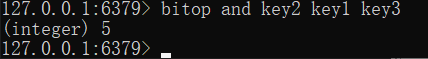 127.0.0.1:6379> bitop and key2 key1 key3
(integer) 5
127.0.0.1:6379>